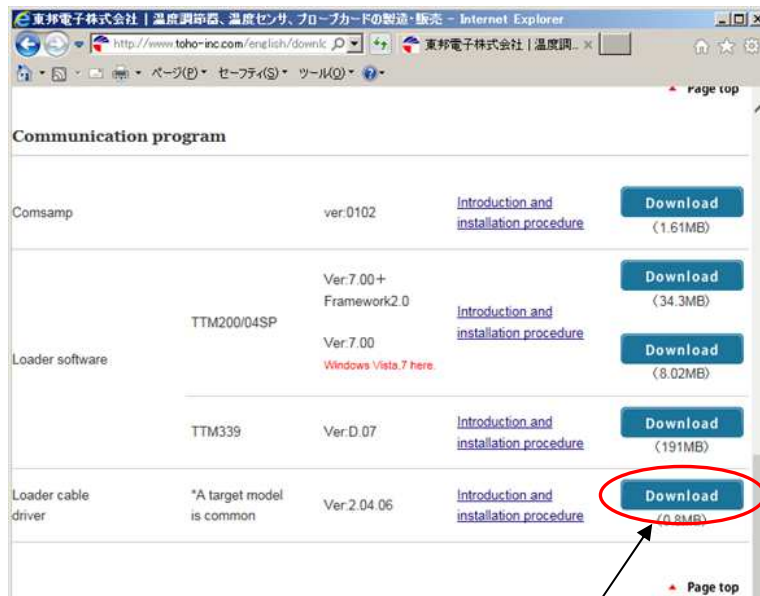 東邦電子株式会社 | 温度調節器、温度センサ、プローブカードの製造・販売 - Internet Explorer
http://www.toho-inc.com/english/downlc
東邦電子株式会社 | 温度調...
ページ(P) セーフティ(S) ツール(O)
Page top
Communication program
Comsamp
ver:0102
Introduction and
installation procedure
Download
(1.61MB)
Loader software
TTM200/04SP
Ver:7.00+
Framework2.0
Ver:7.00
Windows Vista,7 here.
Introduction and
installation procedure
Download
(34.3MB)
Download
(8.02MB)
TTM339
Ver:D.07
Introduction and
installation procedure
Download
(191MB)
Loader cable
driver
"A target model
is common
Ver:2.04.06
Introduction and
installation procedure
Download
(0.8MB)
Page top